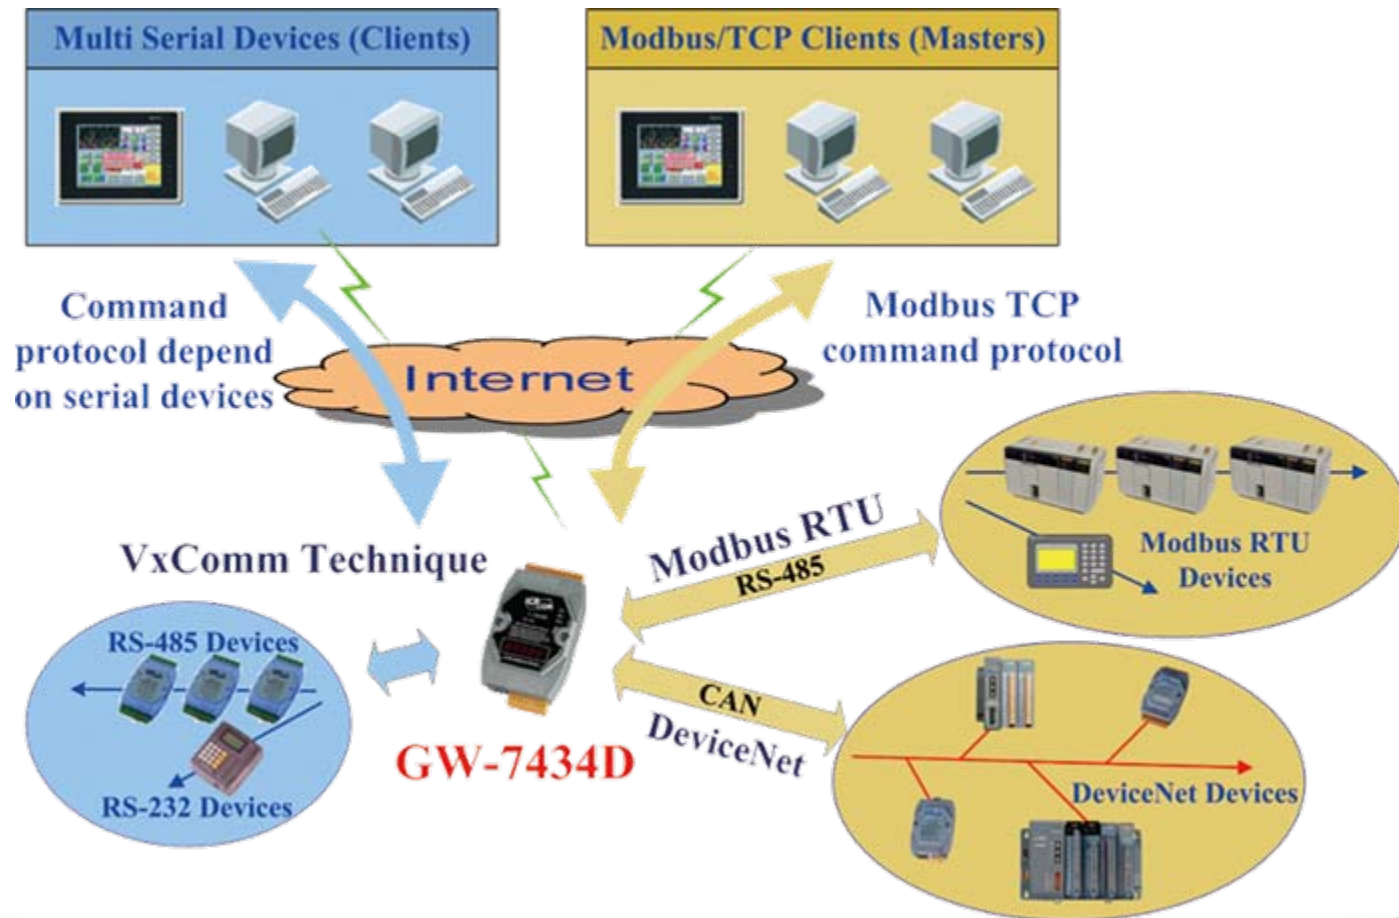 Multi Serial Devices (Clients)
Modbus/TCP Clients (Masters)
Command
protocol depend
on serial devices
Modbus TCP
command protocol
Internet
VxComm Technique
Modbus RTU
RS-485
Modbus RTU
Devices
RS-485 Devices
RS-232 Devices
GW-7434D
CAN
DeviceNet
DeviceNet Devices